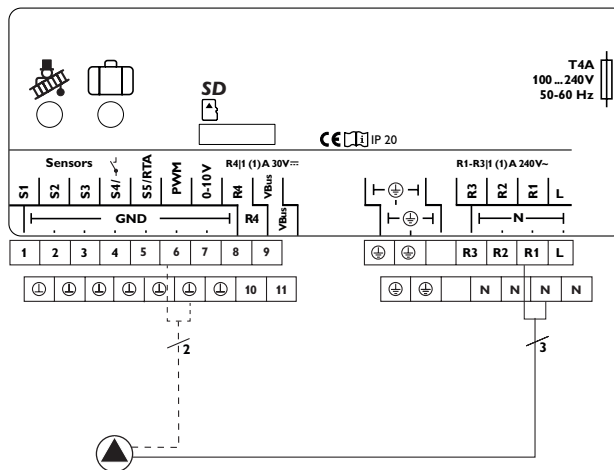 T4A
100 ... 240V
50-60 Hz
SD
CE i IP 20
Sensors R4|1 (1) A 30V R1-R3|1 (1) A 240V~
S1 S2 S3 S4/ S5/RTA PWM 0-10 V R4 VBus R3 R2 R1 L
GND R4 VBus N
1 2 3 4 5 6 7 8 9 R3 R2 R1 L
10 11 N N N N
2 3